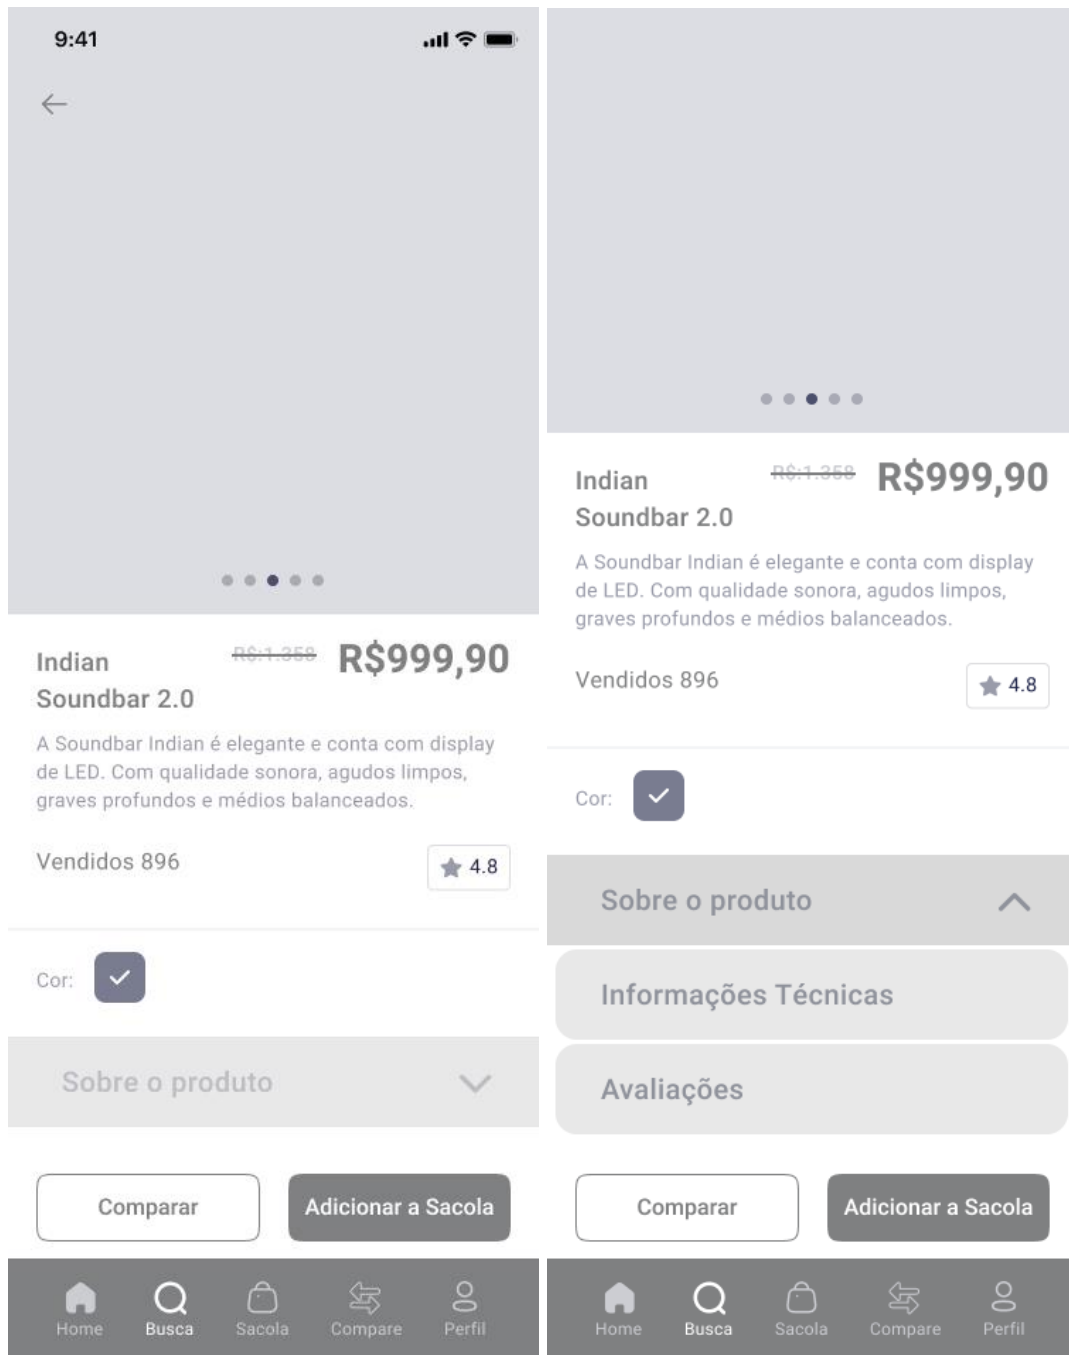 9:41
Indian
Soundbar 2.0
R$:1.358
R$999,90
A Soundbar Indian é elegante e conta com display
de LED. Com qualidade sonora, agudos limpos,
graves profundos e médios balanceados.
Vendidos 896
4.8
Cor:
Sobre o produto
Comparar
Adicionar a Sacola
Home
Busca
Sacola
Compare
Perfil
Indian
Soundbar 2.0
R$:1.358
R$999,90
A Soundbar Indian é elegante e conta com display
de LED. Com qualidade sonora, agudos limpos,
graves profundos e médios balanceados.
Vendidos 896
4.8
Cor:
Sobre o produto
Informações Técnicas
Avaliações
Comparar
Adicionar a Sacola
Home
Busca
Sacola
Compare
Perfil